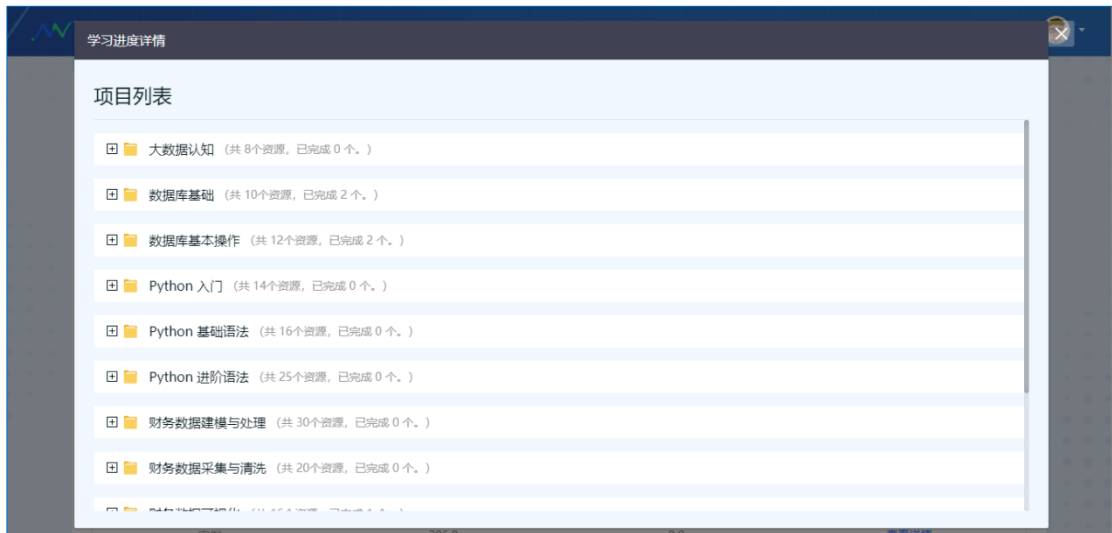 学习进度详情
项目列表
大数据认知 （共 8个资源，已完成 0 个。）
数据库基础 （共 10个资源，已完成 2 个。）
数据库基本操作 （共 12个资源，已完成 2 个。）
Python 入门 （共 14个资源，已完成 0 个。）
Python 基础语法 （共 16个资源，已完成 0 个。）
Python 进阶语法 （共 25个资源，已完成 0 个。）
财务数据建模与处理 （共 30个资源，已完成 0 个。）
财务数据采集与清洗 （共 20个资源，已完成 0 个。）